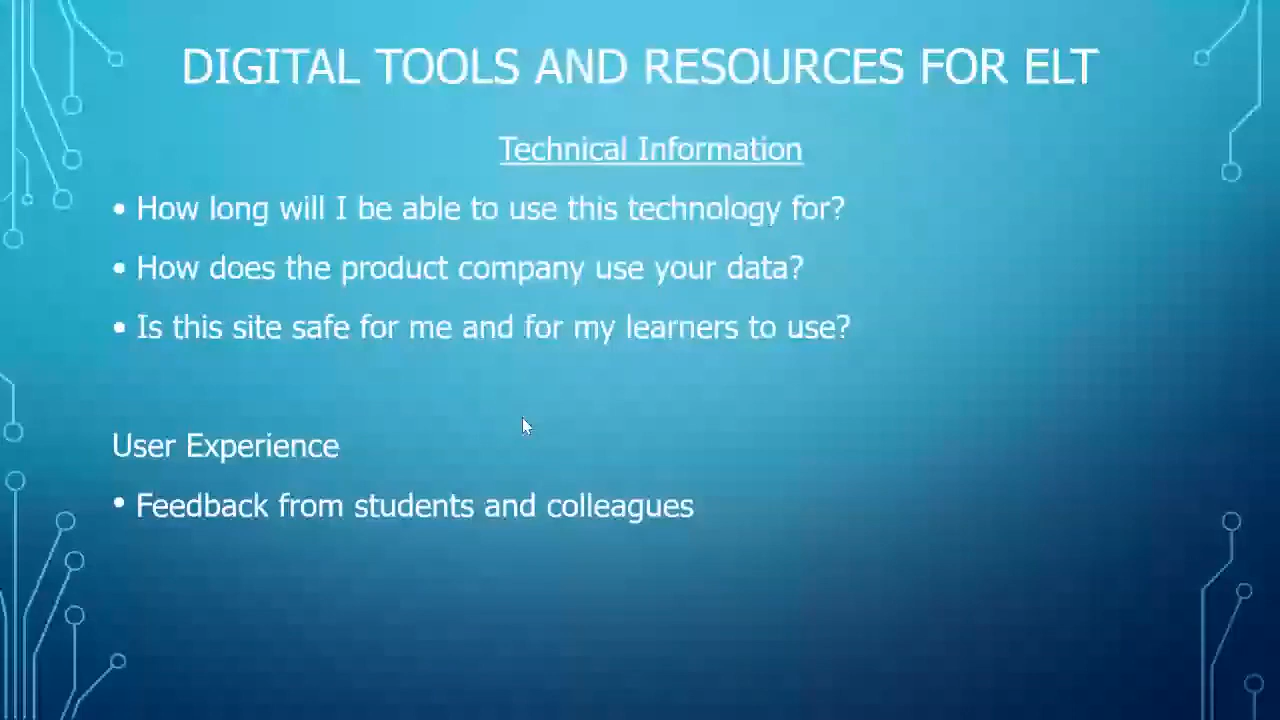 DIGITAL TOOLS AND RESOURCES FOR ELT
Technical Information
• How long will I be able to use this technology for?
• How does the product company use your data?
• Is this site safe for me and for my learners to use?
User Experience
• Feedback from students and colleagues